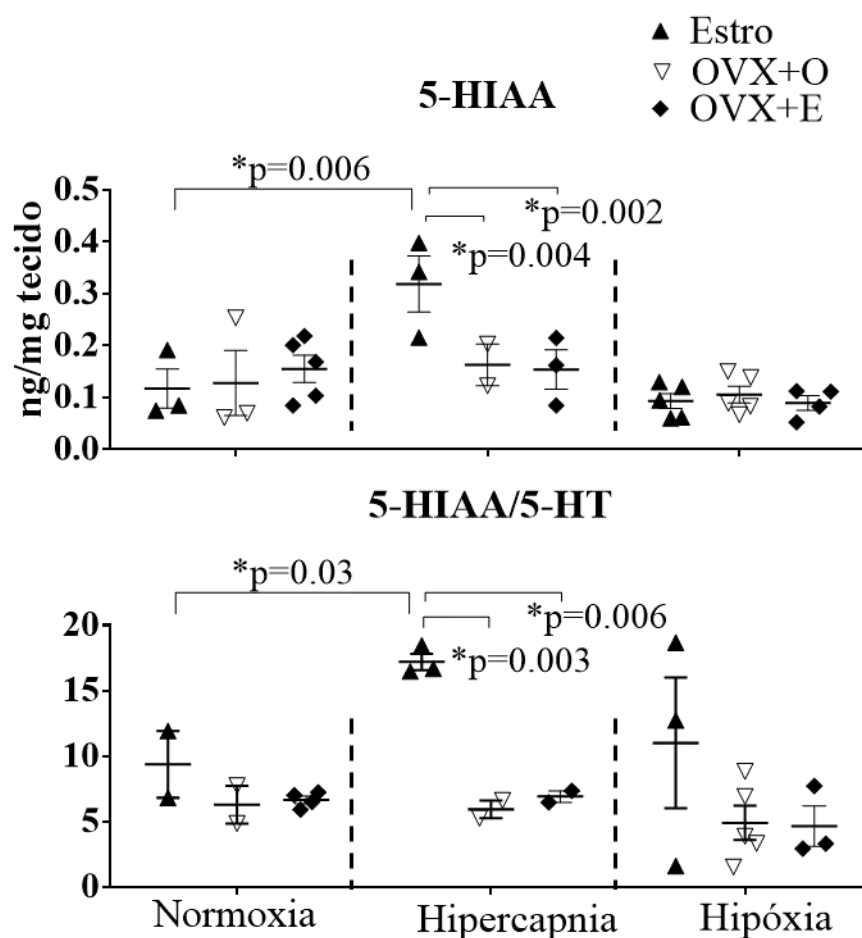 Estro
OVX+O
OVX+E
5-HIAA
*p=0.006
*p=0.002
*p=0.004
ng/mg tecido
0.5
0.4
0.3
0.2
0.1
0.0
5-HIAA/5-HT
*p=0.03
*p=0.006
*p=0.003
20
15
10
5
0
Normoxia Hipercapnia Hipóxia